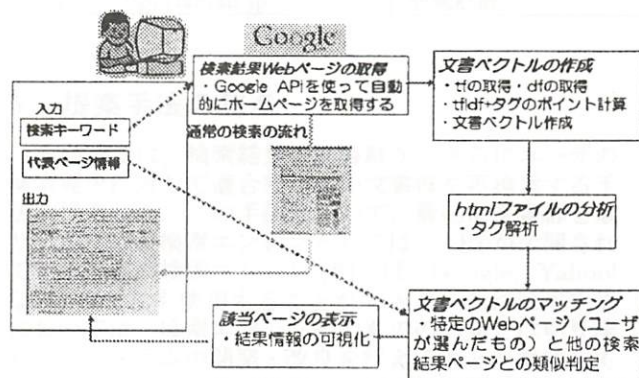 Google
検索結果Webページの取得
・Google APIを使って自動
的にホームページを取得する
文書ベクトルの作成
・tfの取得・dfの取得
・tfidf+タグのポイント計算
・文書ベクトル作成
入力
検索キーワード
代表ページ情報
通常の検索の流れ
出力
htmlファイルの分析
・タグ解析
文書ベクトルのマッチング
・特定のWebページ（ユーザ
が選んだもの）と他の検索
結果ページとの類似判定
該当ページの表示
・結果情報の可視化